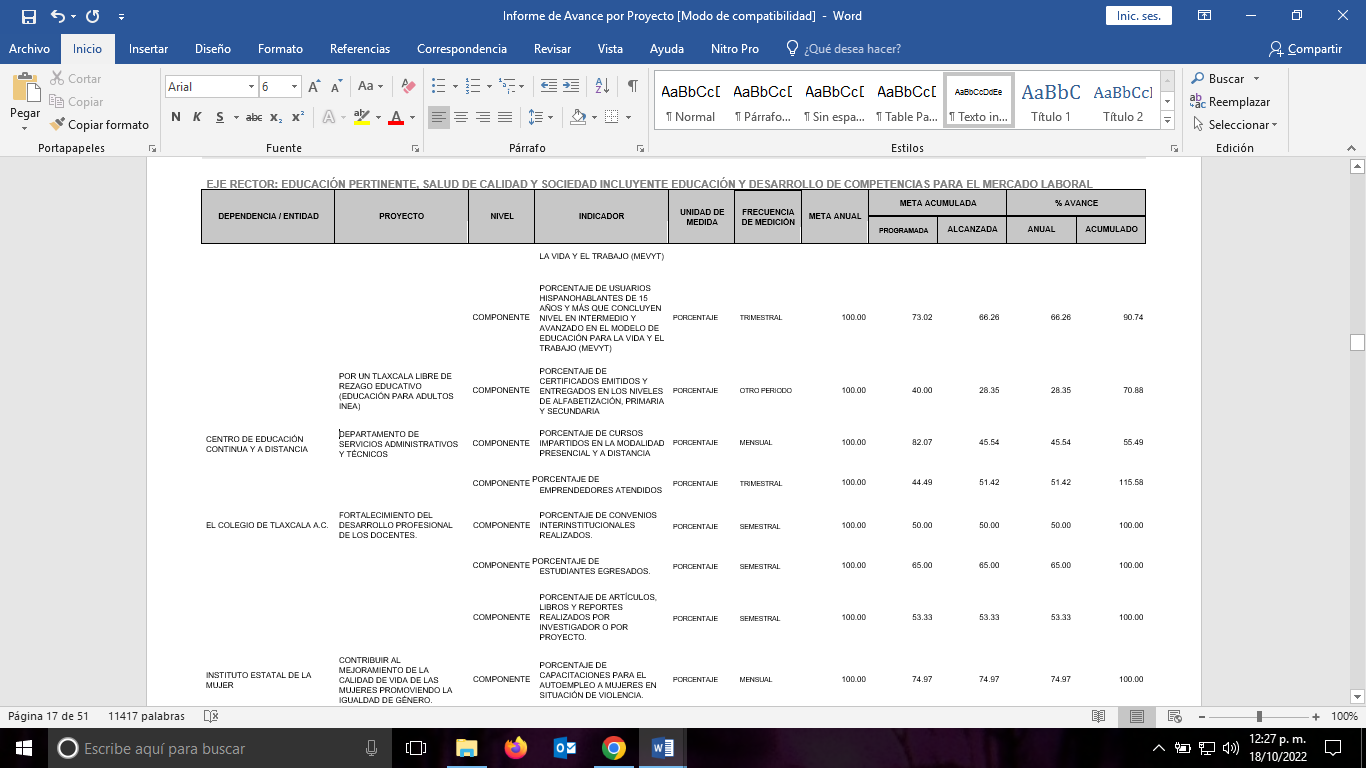 Informe de Avance por Proyecto [Modo de compatibilidad] - Word
Inic. ses.
Archivo Inicio Insertar Diseño Formato Referencias Correspondencia Revisar Vista Ayuda Nitro Pro ¿Qué desea hacer? Compartir
Pegar
Cortar
Copiar
Copiar formato
Portapapeles
Arial 6
N K S abc x₂ x²
Fuente
Párrafo
AaBbCcI AaBbCcI AaBbCcI AaBbCcI AaBbCcDdEe AaBbC AaBbCcI
¶ Normal ¶ Párrafo... ¶ Sin espa... ¶ Table Pa... ¶ Texto in... Título 1 Título 2
Estilos
Buscar
Reemplazar
Seleccionar
Edición
EJE RECTOR: EDUCACIÓN PERTINENTE, SALUD DE CALIDAD Y SOCIEDAD INCLUYENTE EDUCACIÓN Y DESARROLLO DE COMPETENCIAS PARA EL MERCADO LABORAL
DEPENDENCIA / ENTIDAD PROYECTO NIVEL INDICADOR UNIDAD DE MEDIDA FRECUENCIA DE MEDICIÓN META ANUAL META ACUMULADA % AVANCE
PROGRAMADA ALCANZADA ANUAL ACUMULADO
LA VIDA Y EL TRABAJO (MEVYT)
COMPONENTE
PORCENTAJE DE USUARIOS
HISPANOHABLANTES DE 15
AÑOS Y MÁS QUE CONCLUYEN
NIVEL EN INTERMEDIO Y
AVANZADO EN EL MODELO DE
EDUCACIÓN PARA LA VIDA Y EL
TRABAJO (MEVYT)
PORCENTAJE TRIMESTRAL 100.00 73.02 66.26 66.26 90.74
POR UN TLAXCALA LIBRE DE
REZAGO EDUCATIVO
(EDUCACIÓN PARA ADULTOS
INEA)
COMPONENTE
PORCENTAJE DE
CERTIFICADOS EMITIDOS Y
ENTREGADOS EN LOS NIVELES
DE ALFABETIZACIÓN, PRIMARIA
Y SECUNDARIA
PORCENTAJE OTRO PERIODO 100.00 40.00 28.35 28.35 70.88
CENTRO DE EDUCACIÓN
CONTINUA Y A DISTANCIA
DEPARTAMENTO DE
SERVICIOS ADMINISTRATIVOS
Y TÉCNICOS
COMPONENTE
PORCENTAJE DE CURSOS
IMPARTIDOS EN LA MODALIDAD
PRESENCIAL Y A DISTANCIA
PORCENTAJE MENSUAL 100.00 82.07 45.54 45.54 55.49
COMPONENTE
PORCENTAJE DE
EMPRENDEDORES ATENDIDOS
PORCENTAJE TRIMESTRAL 100.00 44.49 51.42 51.42 115.58
EL COLEGIO DE TLAXCALA A.C.
FORTALECIMIENTO DEL
DESARROLLO PROFESIONAL
DE LOS DOCENTES.
COMPONENTE
PORCENTAJE DE CONVENIOS
INTERINSTITUCIONALES
REALIZADOS.
PORCENTAJE SEMESTRAL 100.00 50.00 50.00 50.00 100.00
COMPONENTE
PORCENTAJE DE
ESTUDIANTES EGRESADOS.
PORCENTAJE SEMESTRAL 100.00 65.00 65.00 65.00 100.00
COMPONENTE
PORCENTAJE DE ARTÍCULOS,
LIBROS Y REPORTES
REALIZADOS POR
INVESTIGADOR O POR
PROYECTO.
PORCENTAJE SEMESTRAL 100.00 53.33 53.33 53.33 100.00
INSTITUTO ESTATAL DE LA
MUJER
CONTRIBUIR AL
MEJORAMIENTO DE LA
CALIDAD DE VIDA DE LAS
MUJERES PROMOVIENDO LA
IGUALDAD DE GÉNERO.
COMPONENTE
PORCENTAJE DE
CAPACITACIONES PARA EL
AUTOEMPLEO A MUJERES EN
SITUACIÓN DE VIOLENCIA.
PORCENTAJE MENSUAL 100.00 74.97 74.97 74.97 100.00
Página 17 de 51 11417 palabras 100%
Escribe aquí para buscar
12:27 p. m.
18/10/2022